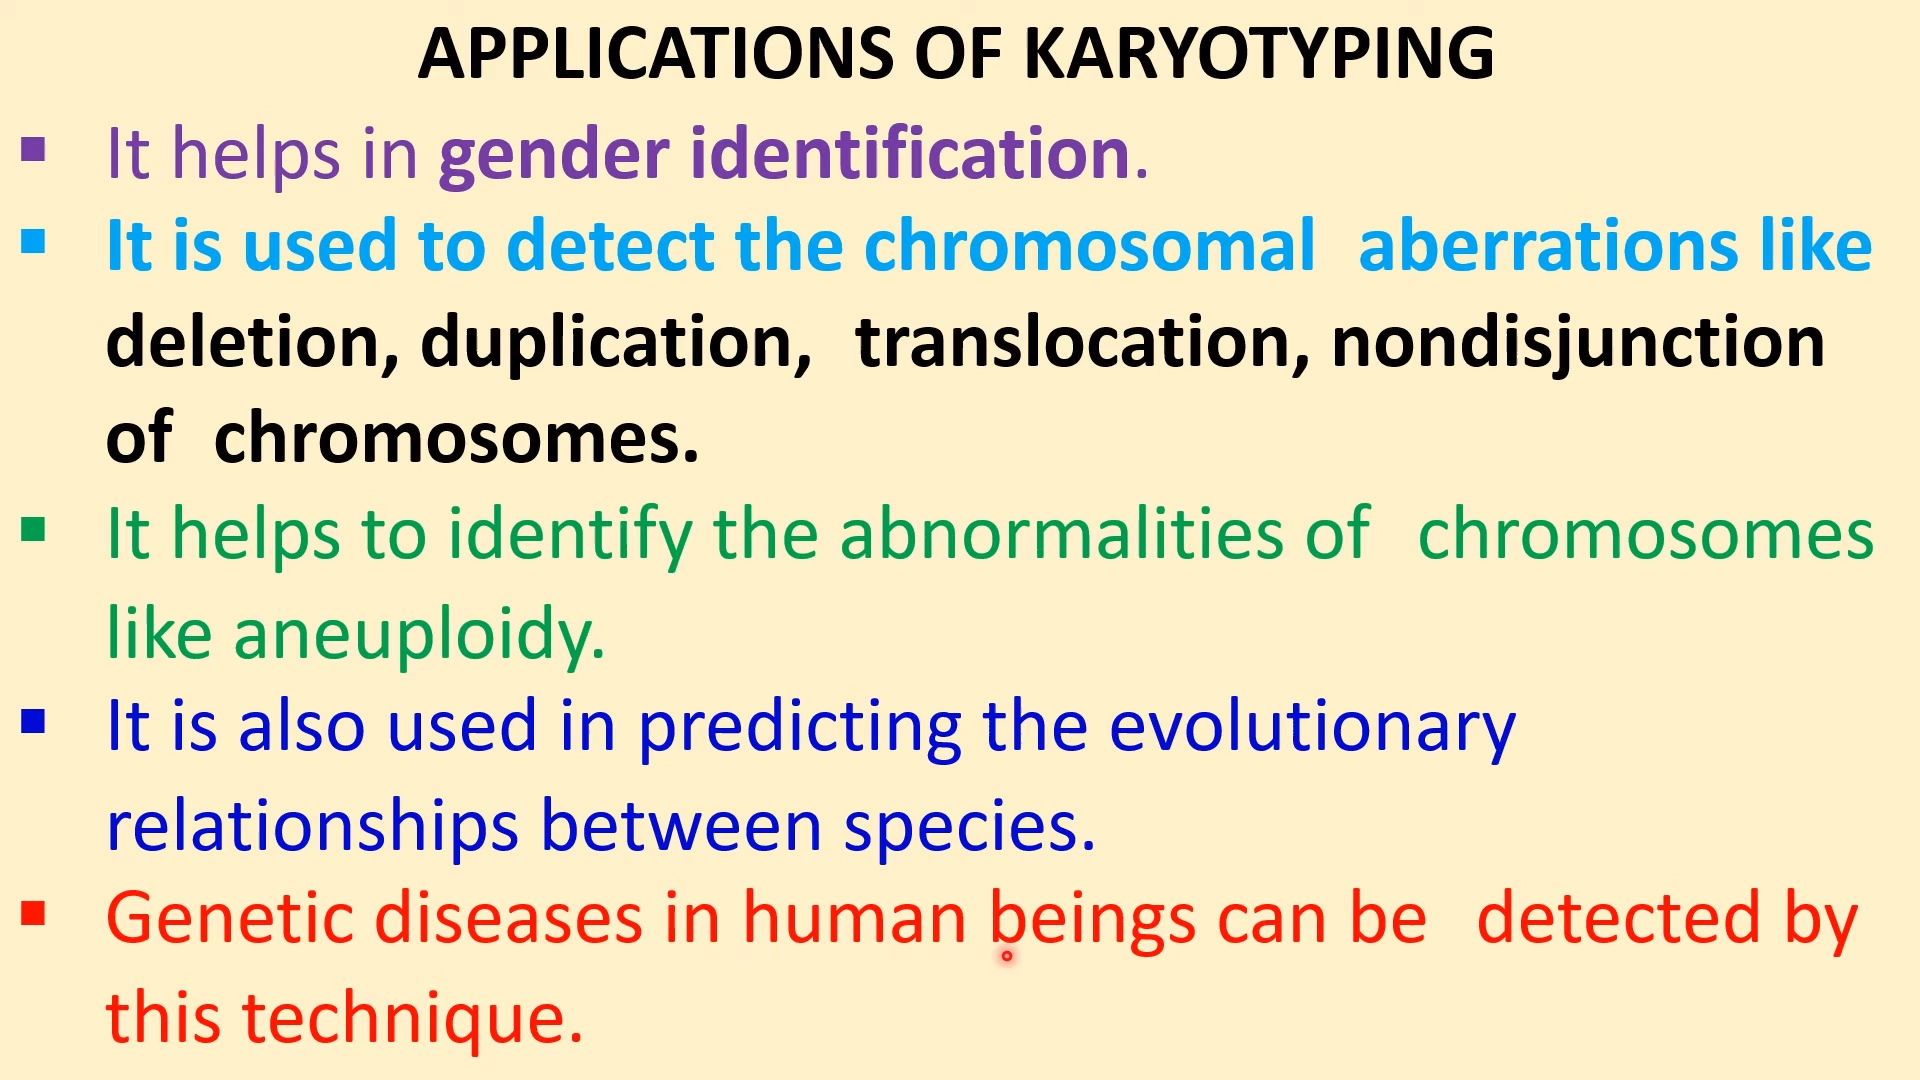 APPLICATIONS OF KARYOTYPING
▪ It helps in gender identification.
▪ It is used to detect the chromosomal aberrations like
deletion, duplication, translocation, nondisjunction
of chromosomes.
▪ It helps to identify the abnormalities of chromosomes
like aneuploidy.
▪ It is also used in predicting the evolutionary
relationships between species.
▪ Genetic diseases in human beings can be detected by
this technique.